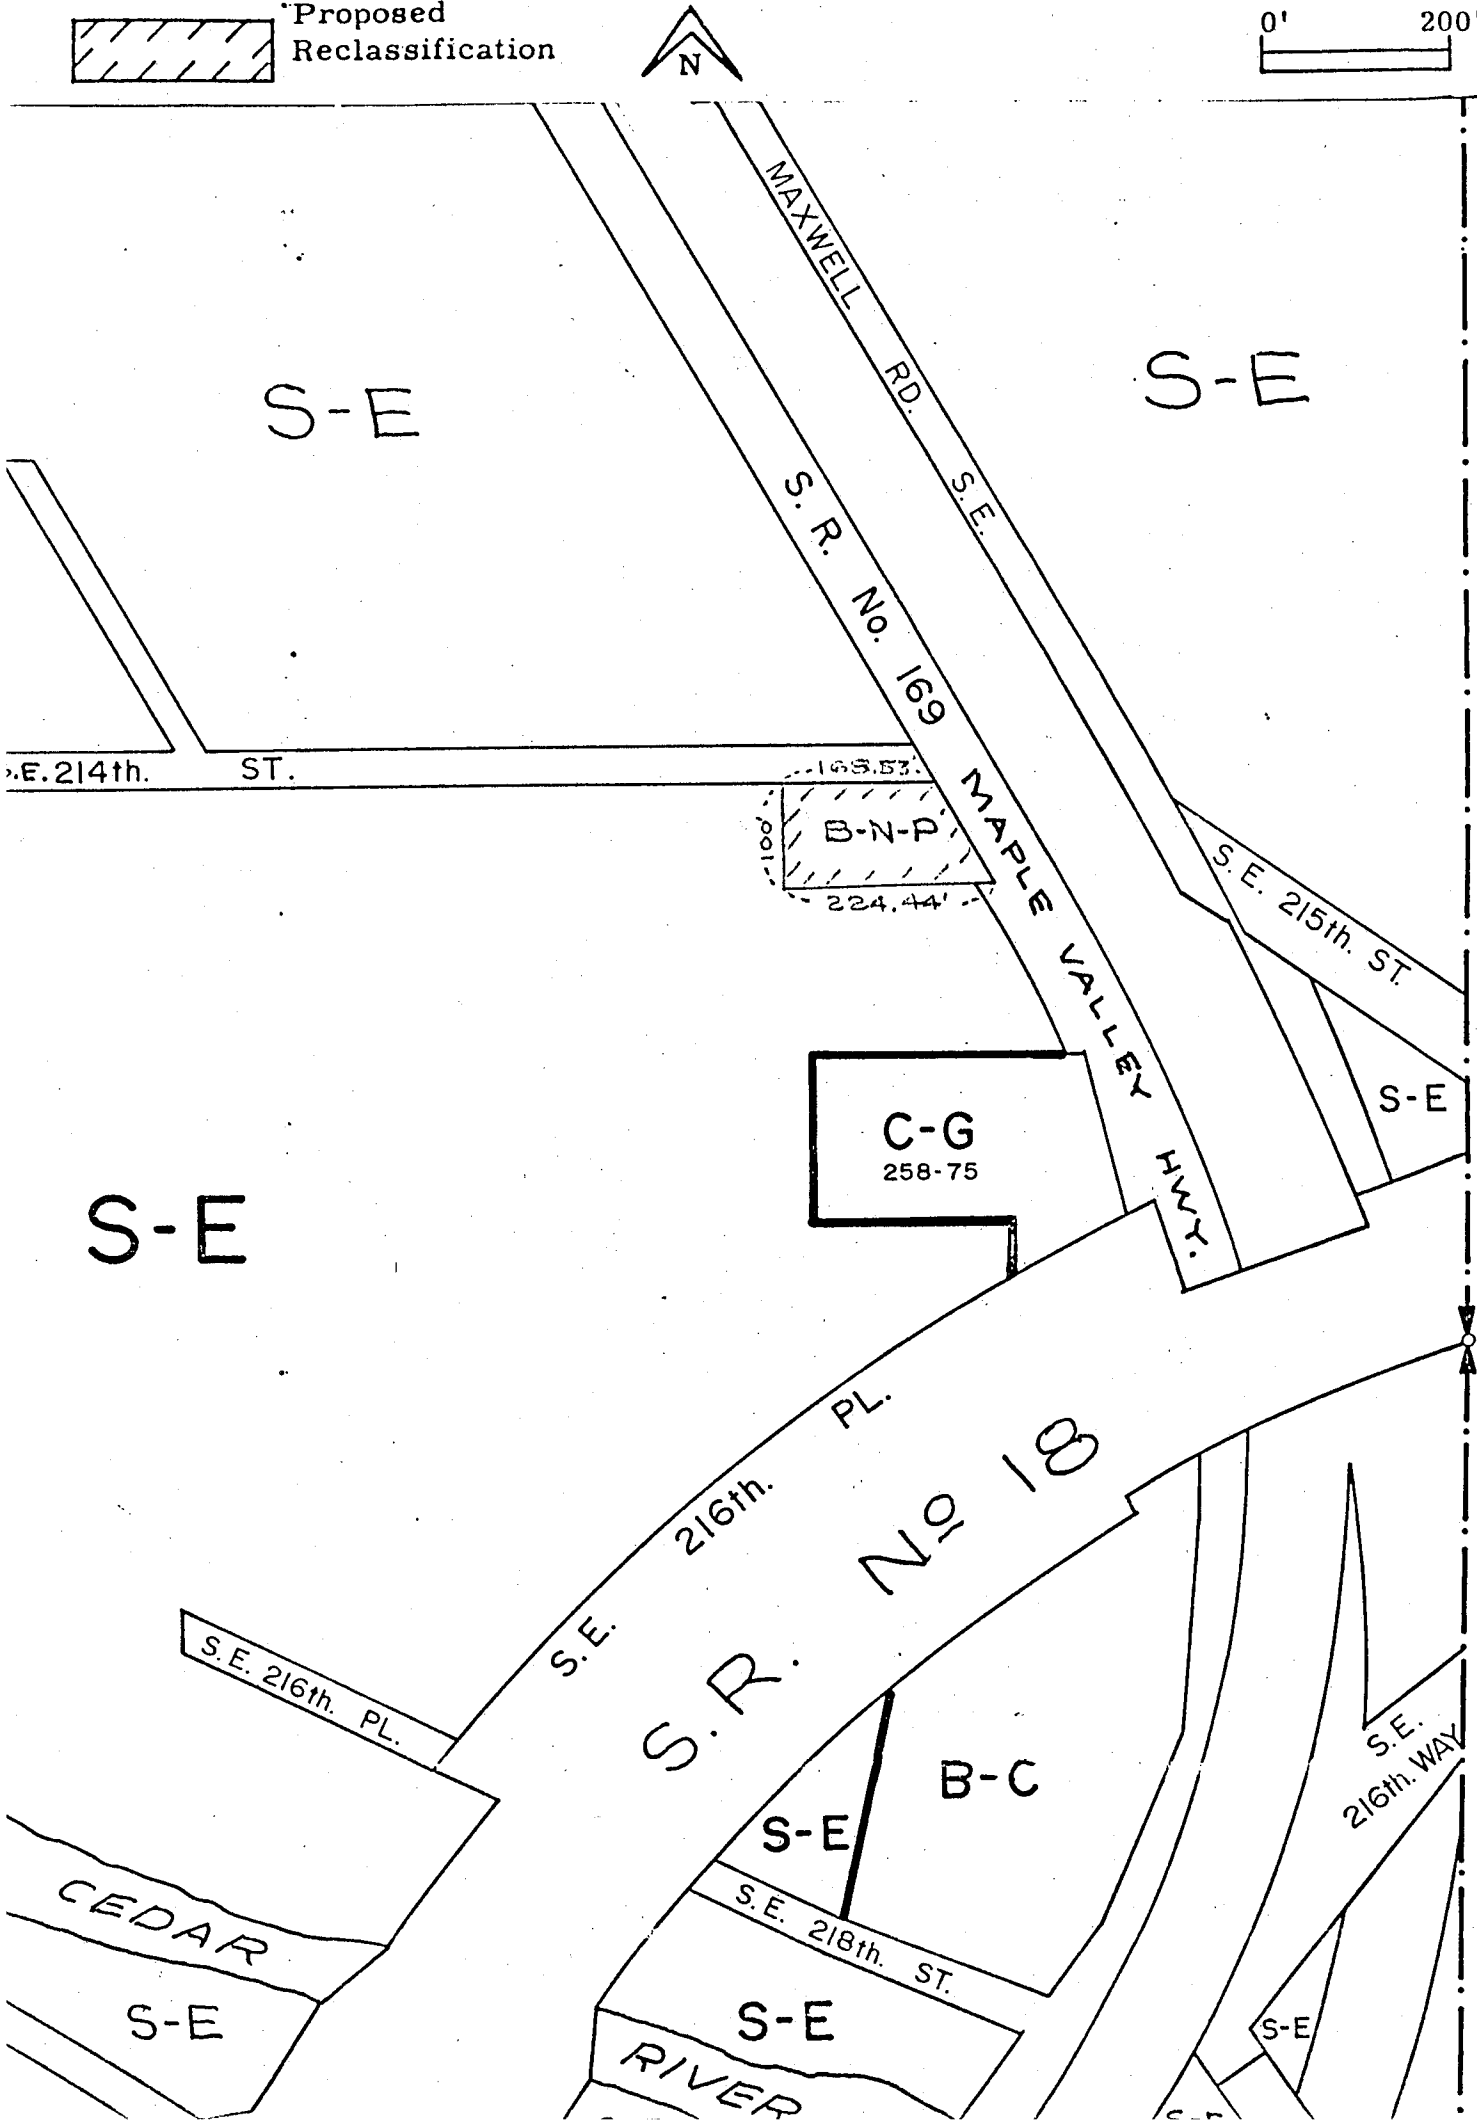 Proposed
Reclassification
N
0' 200'
MAXWELL RD. S.E.
S-E
S-E
S. R. No. 169 MAPLE VALLEY HWY.
S.E. 214th. ST.
168.53'
100'
B-N-P
224.44'
S. E. 215th. ST.
S-E
C-G
258-75
S-E
S.E. 216th. PL.
S.R. No 18
S.E. 216th. PL.
S.E.
216th. WAY
B-C
S-E
CEDAR
S.E. 218th. ST.
S-E
S-E
S-E
RIVER
S-E